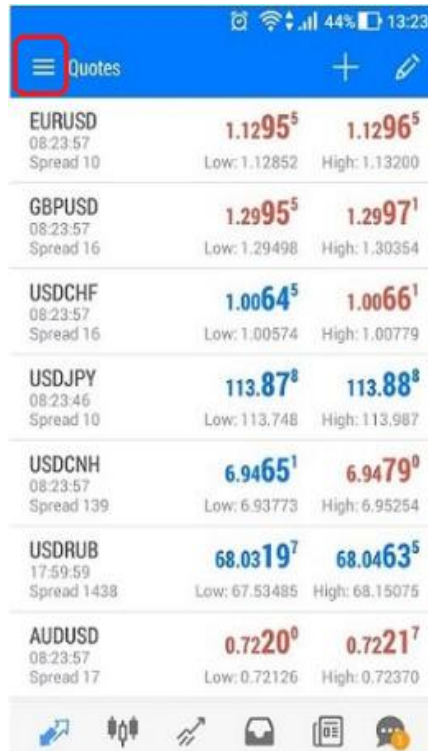 44% 13:23
Quotes
EURUSD 1.12955 1.12965
08:23:57
Spread 10 Low: 1.12852 High: 1.13200
GBPUSD 1.29955 1.29971
08:23:57
Spread 16 Low: 1.29498 High: 1.30354
USDCHF 1.00645 1.00661
08:23:57
Spread 16 Low: 1.00574 High: 1.00779
USDJPY 113.878 113.888
08:23:46
Spread 10 Low: 113.748 High: 113.987
USDCNH 6.94651 6.94790
08:23:57
Spread 139 Low: 6.93773 High: 6.95254
USDRUB 68.03197 68.04635
17:59:59
Spread 1438 Low: 67.53485 High: 68.15075
AUDUSD 0.72200 0.72217
08:23:57
Spread 17 Low: 0.72126 High: 0.72370